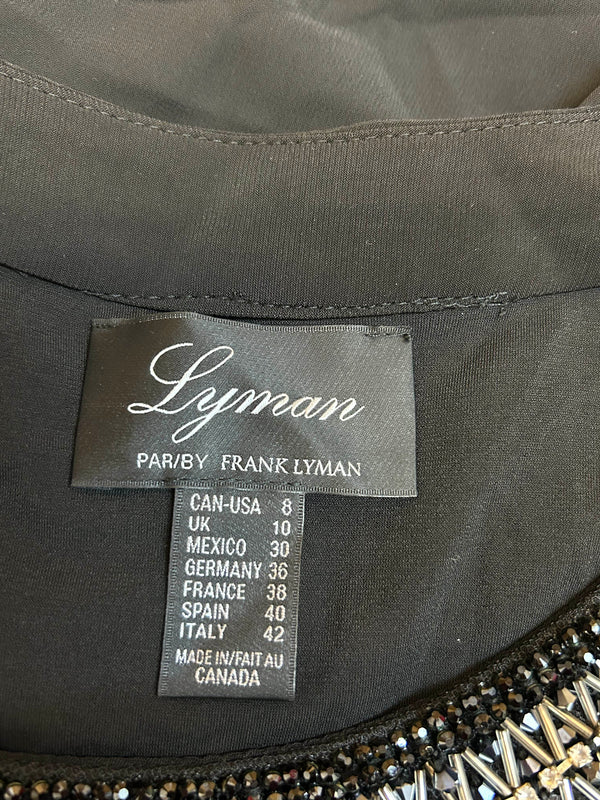 Lyman
PAR/BY FRANK LYMAN
CAN-USA 8
UK 10
MEXICO 30
GERMANY 36
FRANCE 38
SPAIN 40
ITALY 42
MADE IN/FAIT AU
CANADA